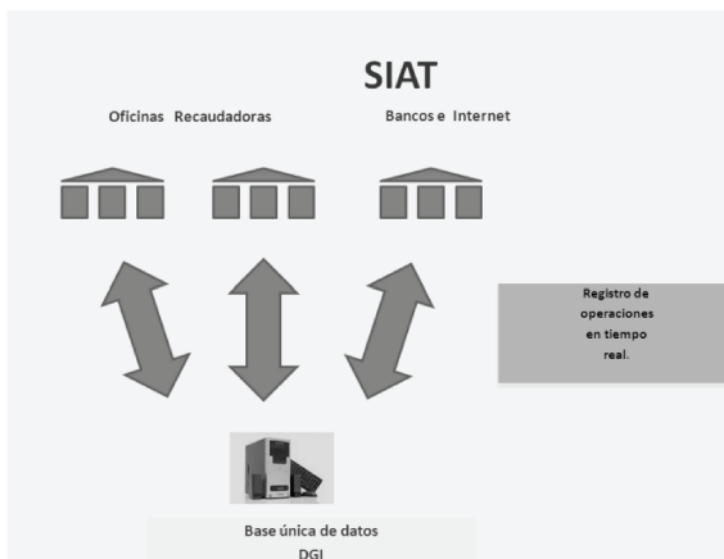 SIAT
Oficinas Recaudadoras
Bancos e Internet
Registro de
operaciones
en tiempo
real.
Base única de datos
DGI